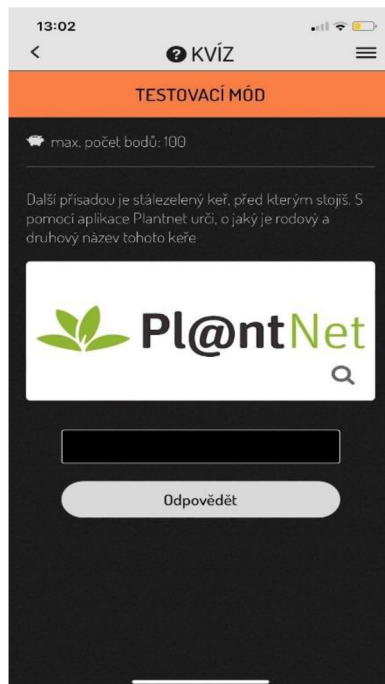 13:02
KVÍZ
TESTOVACÍ MÓD
max. počet bodů: 100
Další přísadou je stálezelený keř, před kterým stojíš. S
pomocí aplikace Plantnet urči, o jaký je rodový a
druhový název tohoto keře
Pl@ntNet
Odpovědět